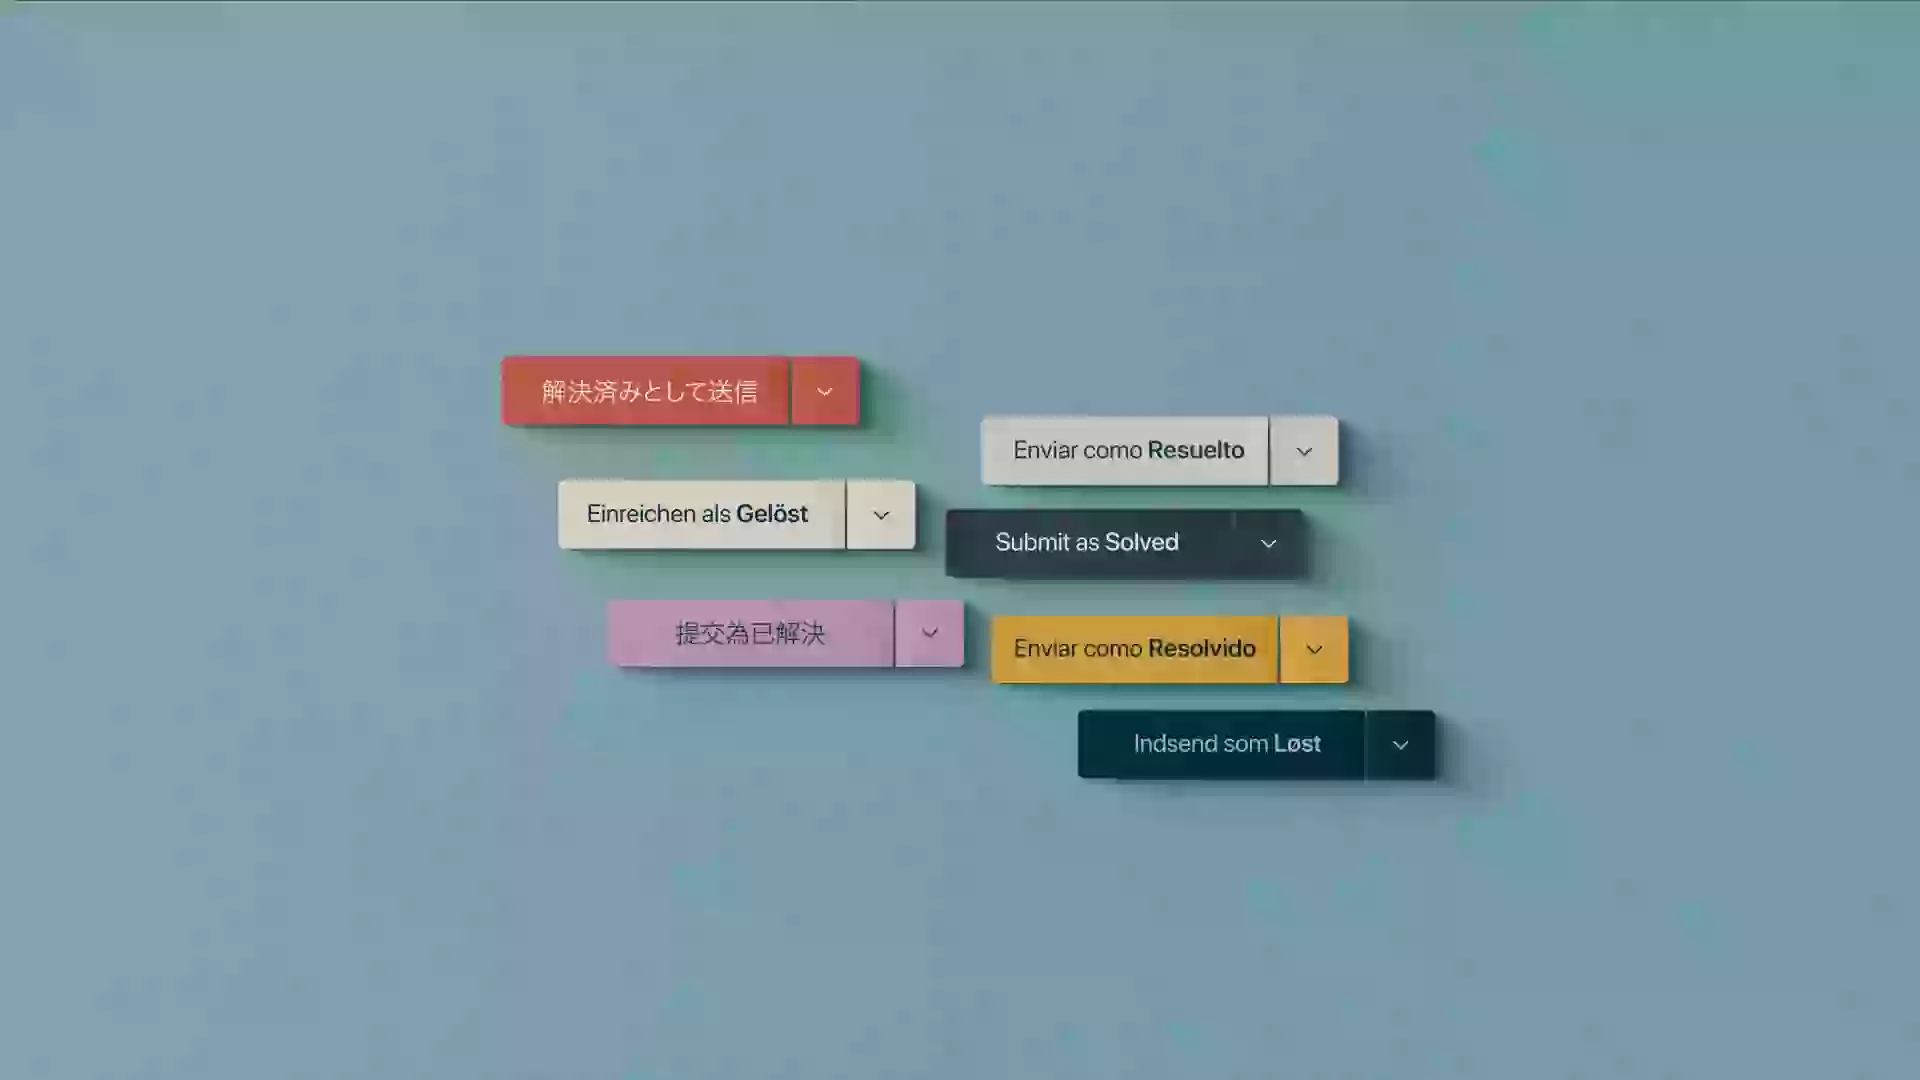 解決済みとして送信
Enviar como Resuelto
Einreichen als Gelöst
Submit as Solved
提交為已解決
Enviar como Resolvido
Indsend som Løst